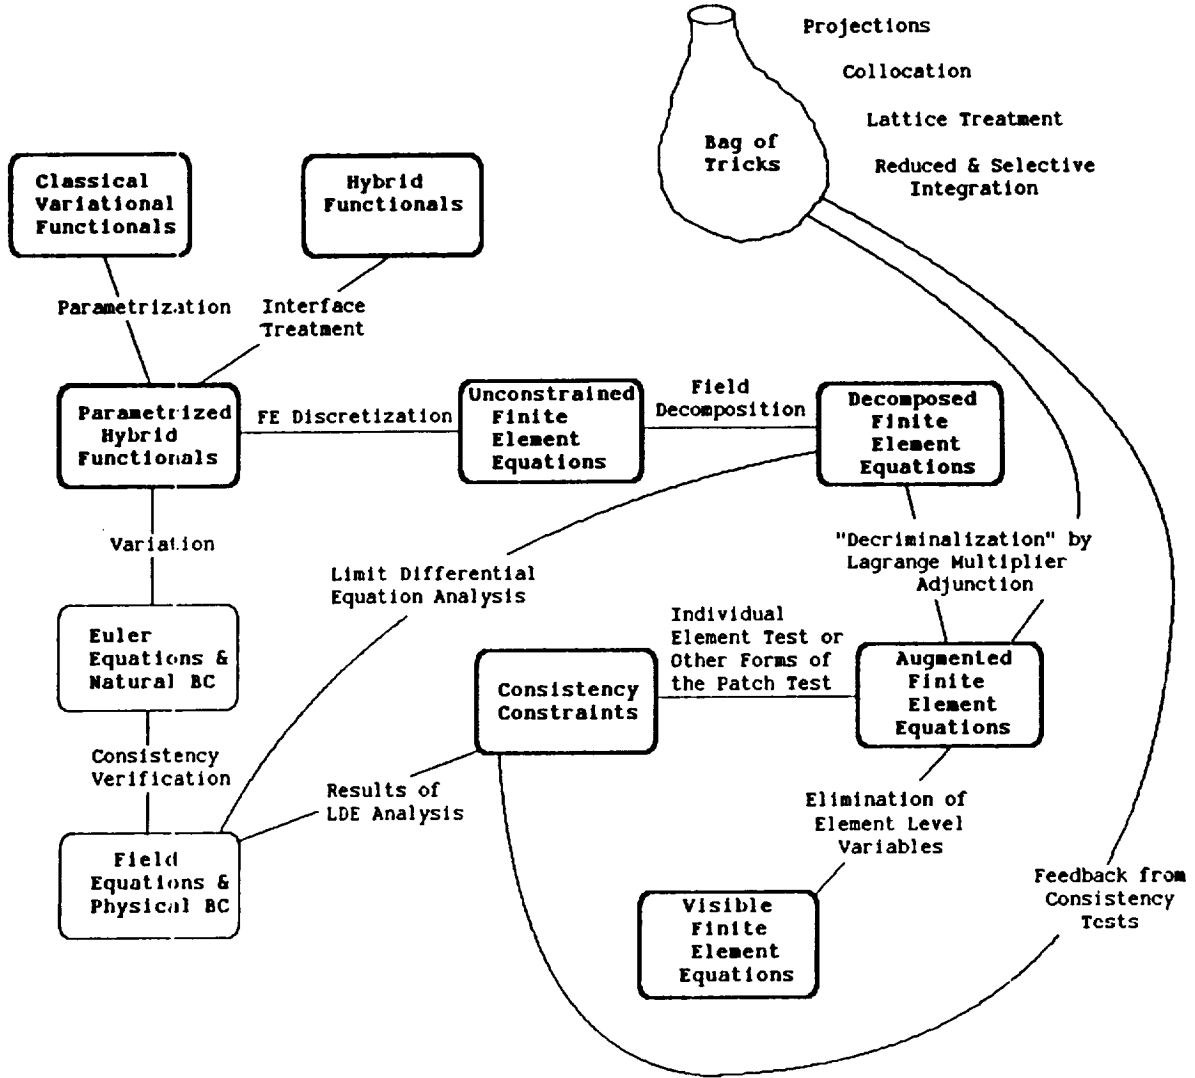 Projections
Collocation
Lattice Treatment
Reduced & Selective
Integration
Bag of
Tricks
Classical
Variational
Functionals
Hybrid
Functionals
Parametrization
Interface
Treatment
Parametrized
Hybrid
Functionals
FE Discretization
Unconstrained
Finite
Element
Equations
Field
Decomposition
Decomposed
Finite
Element
Equations
Variation
Limit Differential
Equation Analysis
"Decriminalization" by
Lagrange Multiplier
Adjunction
Euler
Equations &
Natural BC
Individual
Element Test or
Other Forms of
the Patch Test
Consistency
Constraints
Augmented
Finite
Element
Equations
Consistency
Verification
Results of
LDE Analysis
Elimination of
Element Level
Variables
Field
Equations &
Physical BC
Visible
Finite
Element
Equations
Feedback from
Consistency
Tests